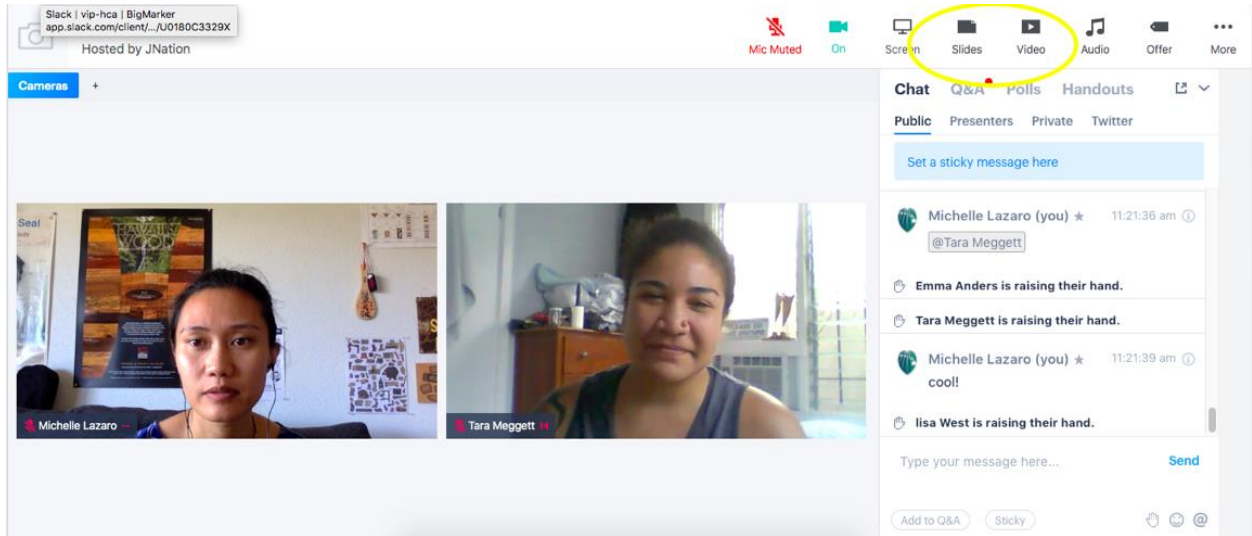 Slack | vip-hca | BigMarker
app.slack.com/client/.../U0180C3329X
Hosted by JNation
Mic Muted
On
Screen
Slides
Video
Audio
Offer
More
Cameras
+
Chat Q&A Polls Handouts
Public Presenters Private Twitter
Set a sticky message here
Michelle Lazaro (you) 11:21:36 am
@Tara Meggett
Emma Anders is raising their hand.
Tara Meggett is raising their hand.
Michelle Lazaro (you) 11:21:39 am
cool!
lisa West is raising their hand.
Type your message here... Send
Add to Q&A Sticky @
Seal
HAWAI'I
WOOD
Michelle Lazaro
Tara Meggett